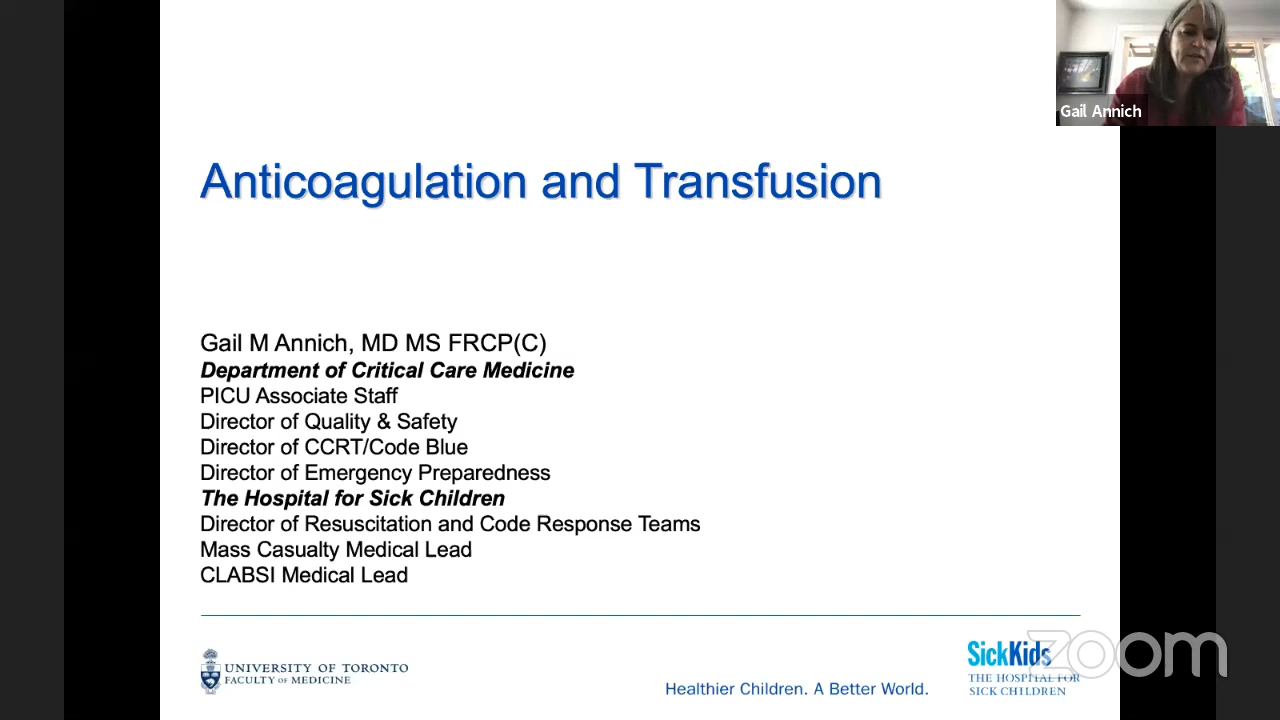 Gail Annich
Anticoagulation and Transfusion
Gail M Annich, MD MS FRCP(C)
Department of Critical Care Medicine
PICU Associate Staff
Director of Quality & Safety
Director of CCRT/Code Blue
Director of Emergency Preparedness
The Hospital for Sick Children
Director of Resuscitation and Code Response Teams
Mass Casualty Medical Lead
CLABSI Medical Lead
UNIVERSITY OF TORONTO
FACULTY OF MEDICINE
Healthier Children. A Better World.
SickKids
THE HOSPITAL FOR
SICK CHILDREN
zoom